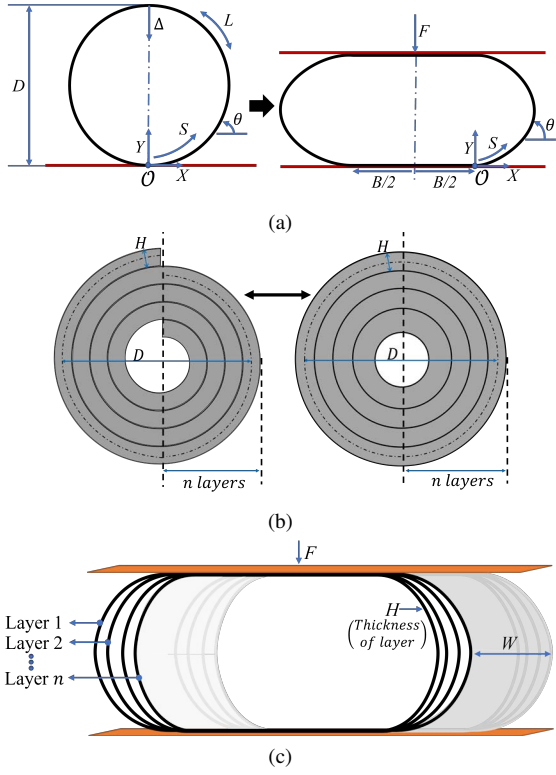 D
Δ
L
Y
S
θ
O
X
F
Y
S
θ
B/2
B/2
O
X
(a)
H
D
n layers
H
D
n layers
(b)
F
Layer 1
Layer 2
Layer n
H
(Thickness
of layer)
W
(c)